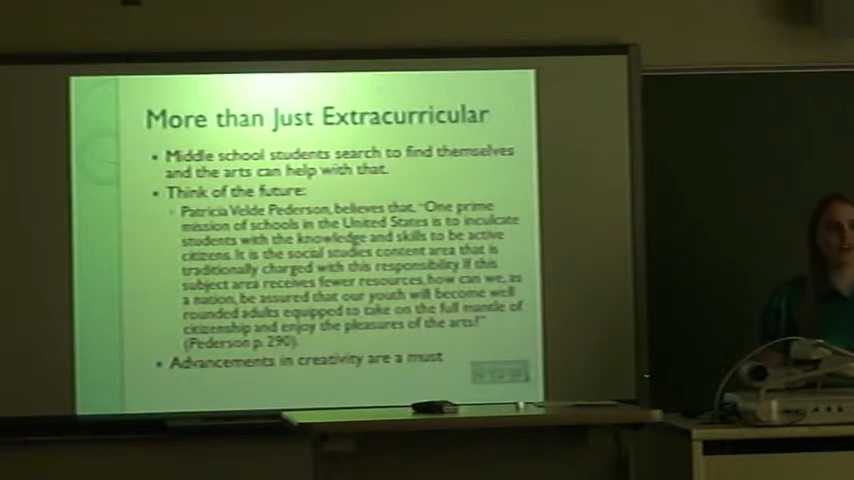 More than Just Extracurricular
• Middle school students search to find themselves
and the arts can help with that.
• Think of the future:
Patricia Velde Pederson, believes that, "One prime
mission of schools in the United States is to inculcate
students with the knowledge and skills to be active
citizens. It is the social studies content area that is
traditionally charged with this responsibility. If this
subject area receives fewer resources, how can we, as
a nation, be assured that our youth will become well
rounded adults equipped to take on the full mantle of
citizenship and enjoy the pleasures of the arts?"
(Pederson p. 290).
• Advancements in creativity are a must